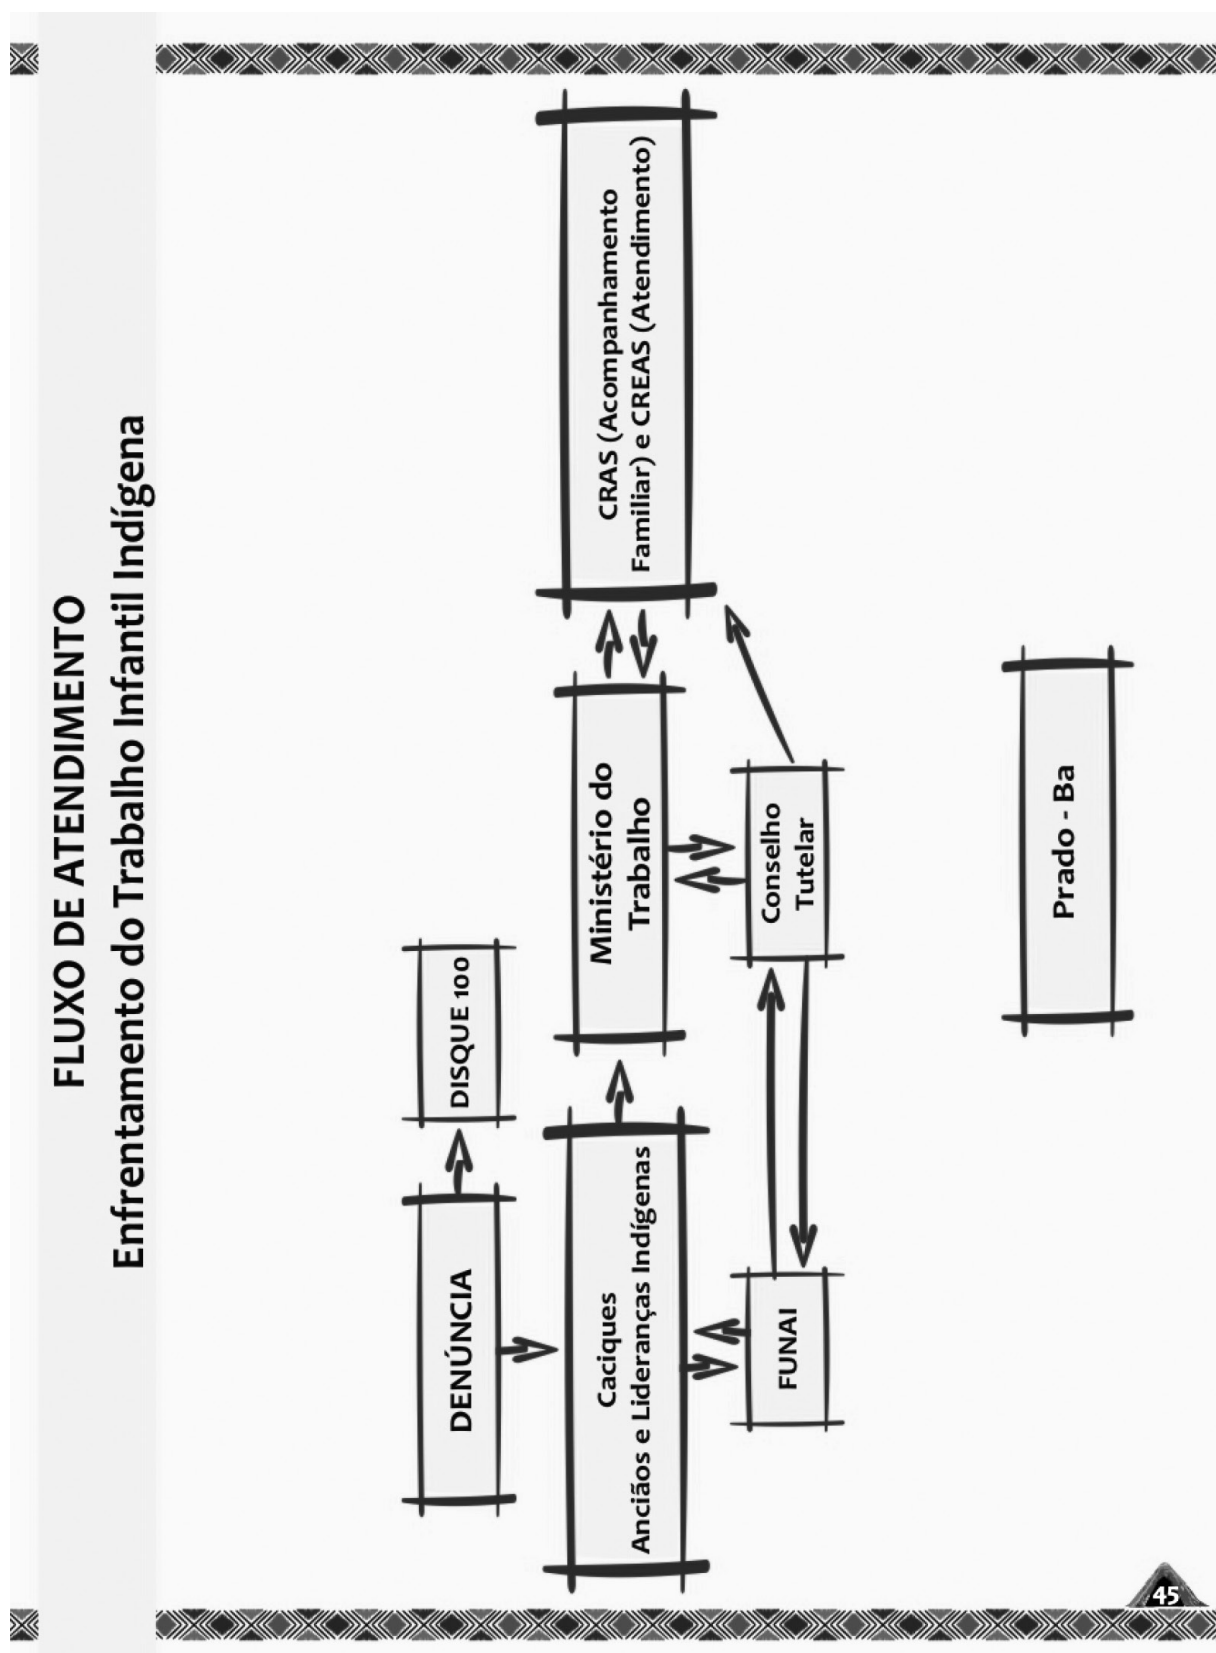 FLUXO DE ATENDIMENTO
Enfrentamento do Trabalho Infantil Indígena
DENÚNCIA
DISQUE 100
Caciques
Anciãos e Lideranças Indígenas
Ministério do
Trabalho
CRAS (Acompanhamento
Familiar) e CREAS (Atendimento)
FUNAI
Conselho
Tutelar
Prado - Ba
45